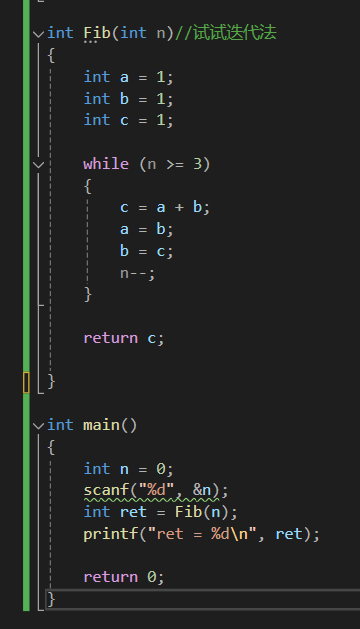 int Fib(int n)//试试迭代法
{
int a = 1;
int b = 1;
int c = 1;
while (n >= 3)
{
c = a + b;
a = b;
b = c;
n--;
}
return c;
}
int main()
{
int n = 0;
scanf("%d", &n);
int ret = Fib(n);
printf("ret = %d\n", ret);
return 0;
}